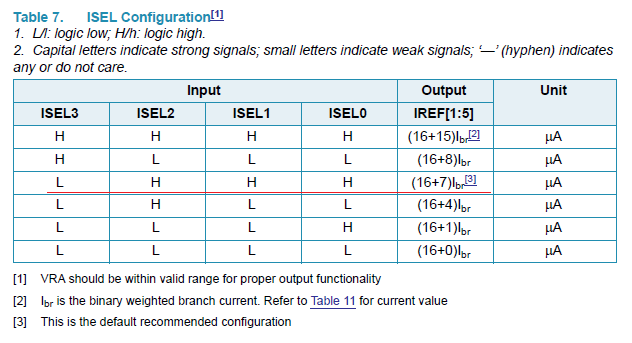 Table 7. ISEL Configuration[1]
1. L/l: logic low; H/h: logic high.
2. Capital letters indicate strong signals; small letters indicate weak signals; ‘—’ (hyphen) indicates
any or do not care.
Input Output Unit
ISEL3 ISEL2 ISEL1 ISEL0 IREF[1:5]
H H H H (16+15)Ibr[2] μA
H L L L (16+8)Ibr μA
L H H H (16+7)Ibr[3] μA
L H L L (16+4)Ibr μA
L L L H (16+1)Ibr μA
L L L L (16+0)Ibr μA
[1] VRA should be within valid range for proper output functionality
[2] Ibr is the binary weighted branch current. Refer to Table 11 for current value
[3] This is the default recommended configuration